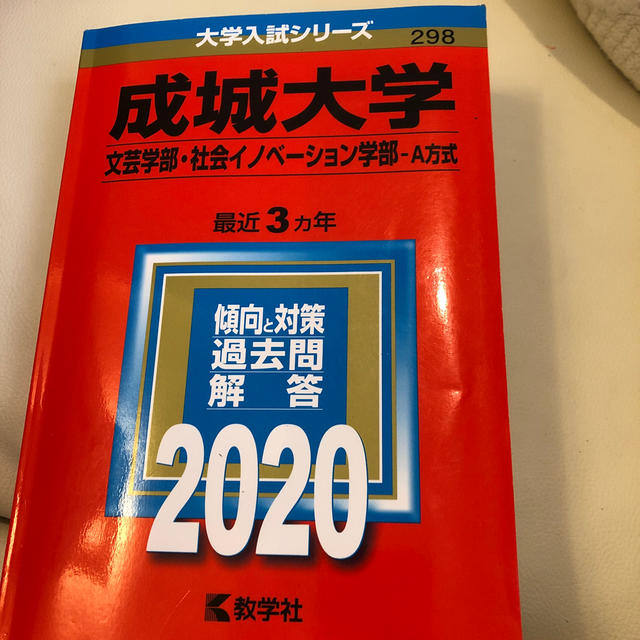 大学入試シリーズ 298
成城大学
文芸学部・社会イノベーション学部-A方式
最近3カ年
傾向と対策
過去問
解答
2020
教学社